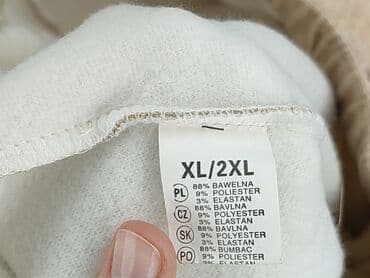 XL/2XL
PL 88% BAWELNA
9% POLIESTER
3% ELASTAN
CZ 88% BAVLNA
9% POLYESTER
3% ELASTAN
SK 88% BAVLNA
9% POLYESTER
3% ELASTAN
PO 88% BUMBAC
9% POLIESTER